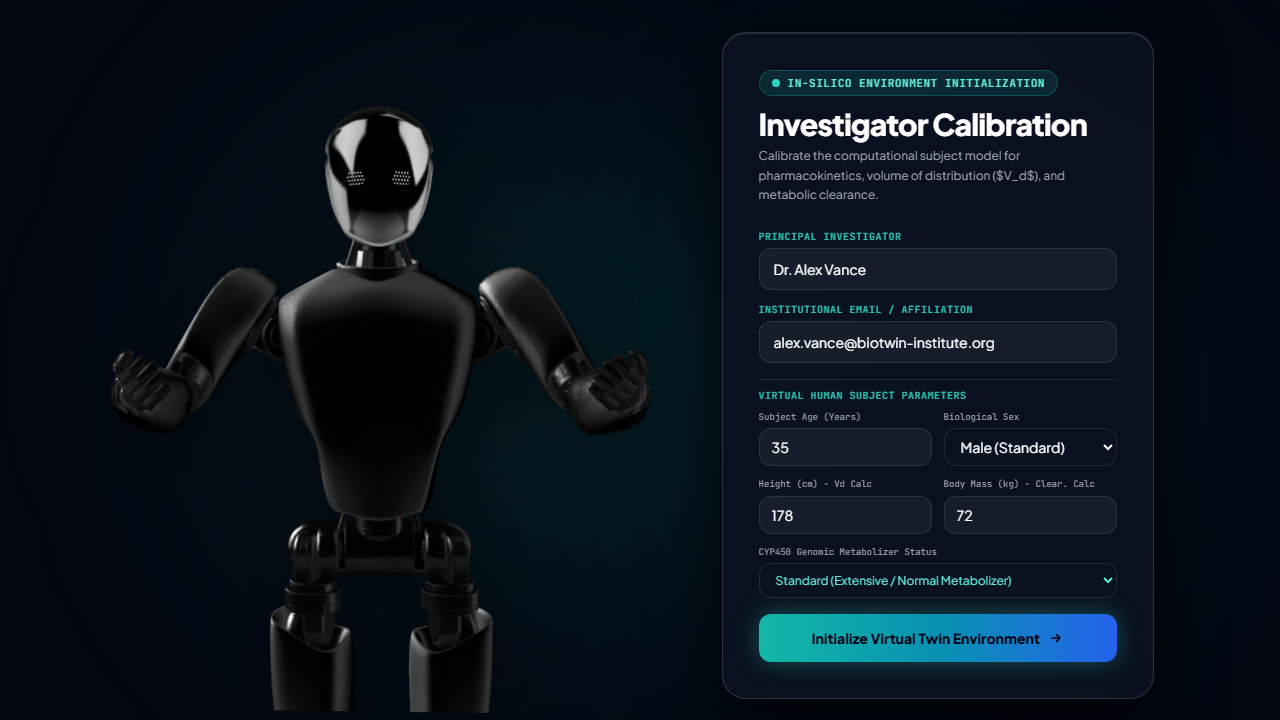 IN-SILICO ENVIRONMENT INITIALIZATION
Investigator Calibration
Calibrate the computational subject model for
pharmacokinetics, volume of distribution ($V_d$), and
metabolic clearance.
PRINCIPAL INVESTIGATOR
Dr. Alex Vance
INSTITUTIONAL EMAIL / AFFILIATION
alex.vance@biotwin-institute.org
VIRTUAL HUMAN SUBJECT PARAMETERS
Subject Age (Years)
Biological Sex
35
Male (Standard)
Height (cm) - Vd Calc
Body Mass (kg) - Clear. Calc
178
72
CYP450 Genomic Metabolizer Status
Standard (Extensive / Normal Metabolizer)
Initialize Virtual Twin Environment →